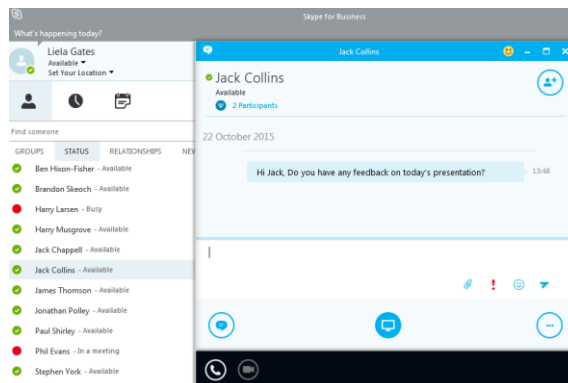 Skype for Business
What's happening today?
Liela Gates
Available
Set Your Location
Find someone
GROUPS STATUS RELATIONSHIPS NEW
Ben Hixon-Fisher - Available
Brandon Skeoch - Available
Harry Larsen - Busy
Harry Musgrove - Available
Jack Chappell - Available
Jack Collins - Available
James Thomson - Available
Jonathan Polley - Available
Paul Shirley - Available
Phil Evans - In a meeting
Stephen York - Available
Jack Collins
Jack Collins
Available
2 Participants
22 October 2015
Hi Jack, Do you have any feedback on today's presentation? 13:48